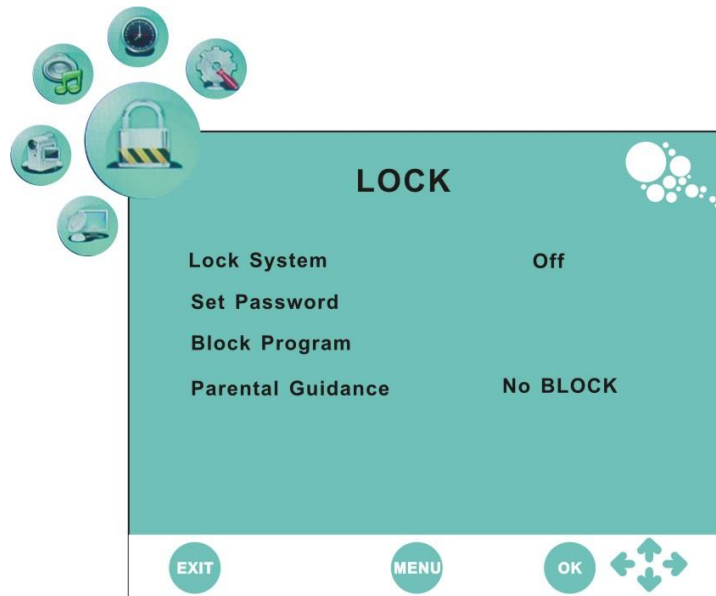 LOCK
Lock System Off
Set Password
Block Program
Parental Guidance No BLOCK
EXIT MENU OK